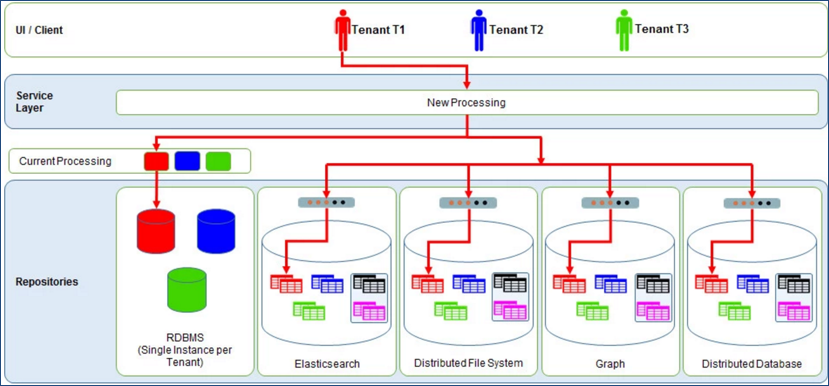 UI / Client
Tenant T1
Tenant T2
Tenant T3
Service
Layer
New Processing
Current Processing
Repositories
RDBMS
(Single Instance per
Tenant)
Elasticsearch
Distributed File System
Graph
Distributed Database